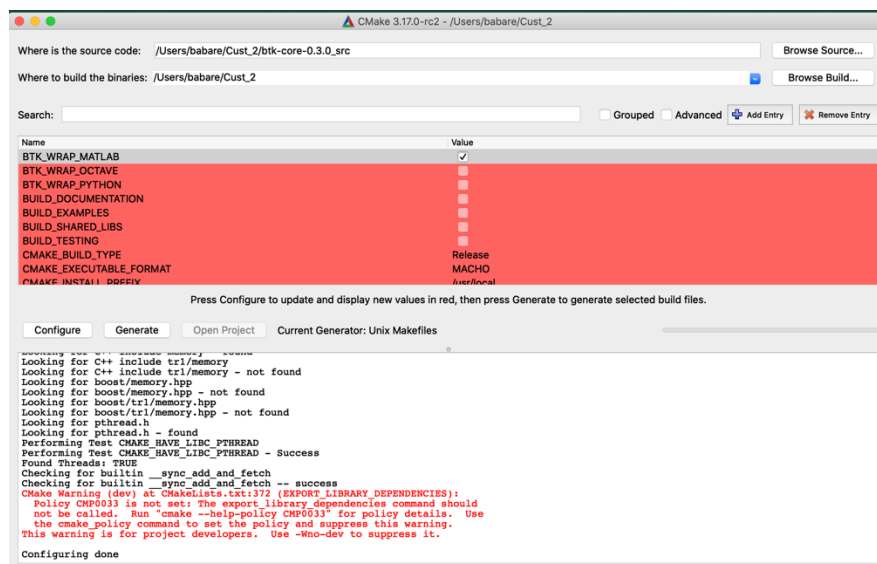 CMake 3.17.0-rc2 - /Users/babare/Cust_2
Where is the source code: /Users/babare/Cust_2/btk-core-0.3.0_src Browse Source...
Where to build the binaries: /Users/babare/Cust_2 Browse Build...
Search: Grouped Advanced Add Entry Remove Entry
Name Value
BTK_WRAP_MATLAB
BTK_WRAP_OCTAVE
BTK_WRAP_PYTHON
BUILD_DOCUMENTATION
BUILD_EXAMPLES
BUILD_SHARED_LIBS
BUILD_TESTING
CMAKE_BUILD_TYPE Release
CMAKE_EXECUTABLE_FORMAT MACHO
CMAKE_INSTALL_PREFIX /usr/local
Press Configure to update and display new values in red, then press Generate to generate selected build files.
Configure Generate Open Project Current Generator: Unix Makefiles
Looking for C++ include memory - found
Looking for C++ include tr1/memory
Looking for C++ include tr1/memory - not found
Looking for boost/memory.hpp
Looking for boost/memory.hpp - not found
Looking for boost/tr1/memory.hpp
Looking for boost/tr1/memory.hpp - not found
Looking for pthread.h
Looking for pthread.h - found
Performing Test CMAKE_HAVE_LIBC_PTHREAD
Performing Test CMAKE_HAVE_LIBC_PTHREAD - Success
Found Threads: TRUE
Checking for builtin __sync_add_and_fetch
Checking for builtin __sync_add_and_fetch -- success
CMake Warning (dev) at CMakeLists.txt:372 (EXPORT_LIBRARY_DEPENDENCIES):
Policy CMP0033 is not set: The export_library_dependencies command should
not be called. Run "cmake --help-policy CMP0033" for policy details. Use
the cmake_policy command to set the policy and suppress this warning.
This warning is for project developers. Use -Wno-dev to suppress it.
Configuring done